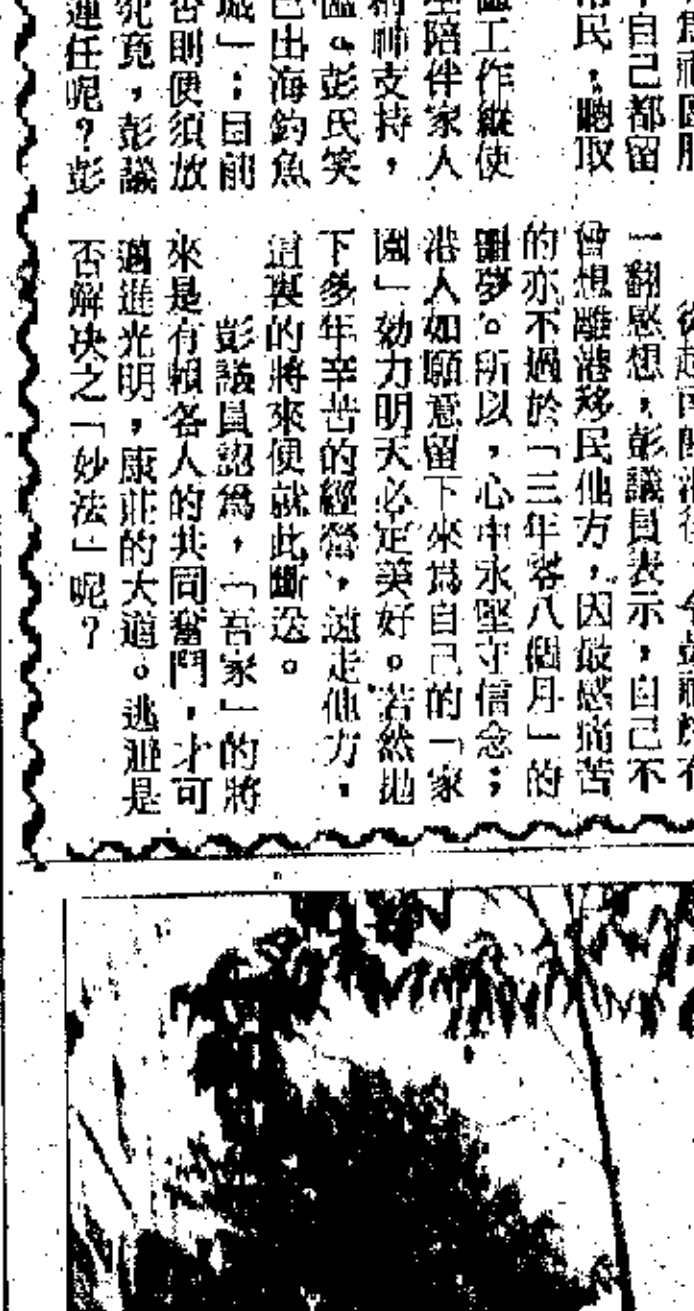 自己都留
民，聽取
工作縱使
陪伴家人
支持，
。彭氏笑
已出海釣魚
城」；目前
否則便須放
究竟，彭議
連任呢？彭
一翻感想，彭議員表示，自己不
曾想離港移民他方，因最感痛苦
的亦不過於「三年零八個月」的
噩夢。所以，心中永堅守信念；
港人如願意留下來為自己的「家
園」効力明天必定美好。若然拋
下多年辛苦的經營，遠走他方，
的將來便就此斷送。
彭議員認為，「吾家」的將
來是有賴各人的共同奮鬥，才可
邁進光明，康莊的大道。逃避是
否解决之「妙法」呢？